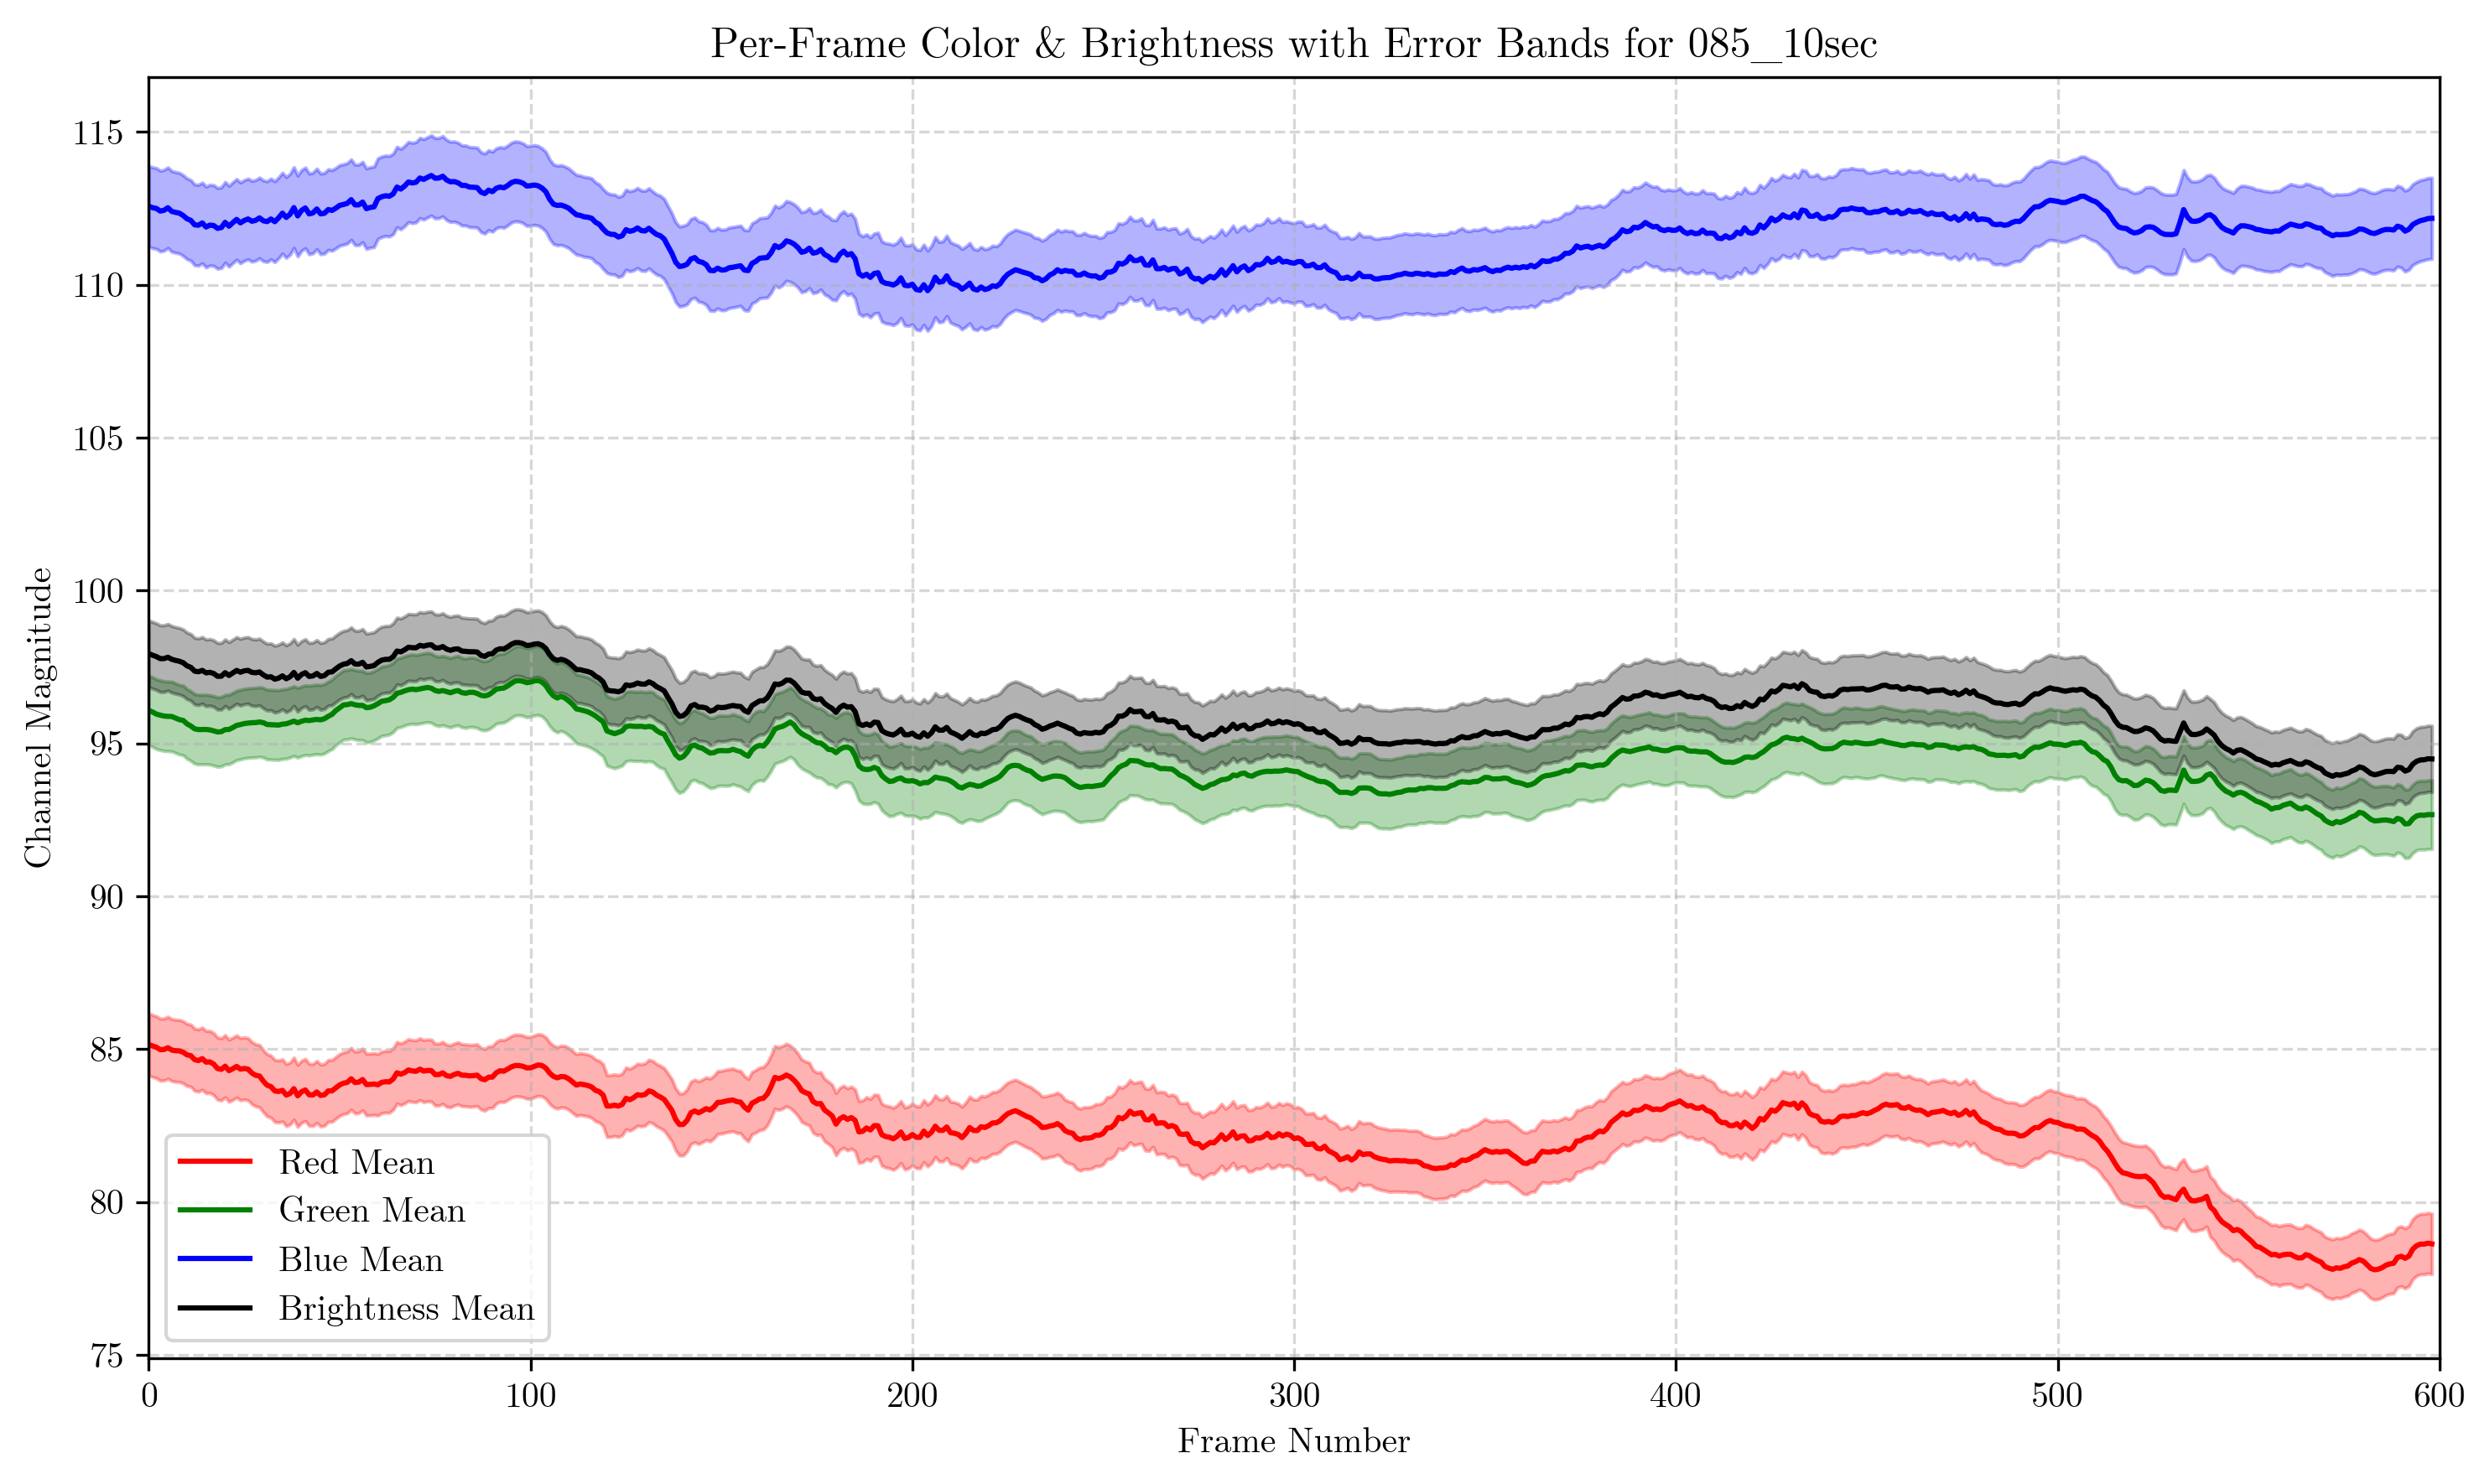 Per-Frame Color & Brightness with Error Bands for 085_10sec
Channel Magnitude
115
110
105
100
95
90
85
80
75
Red Mean
Green Mean
Blue Mean
Brightness Mean
0 100 200 300 400 500 600
Frame Number